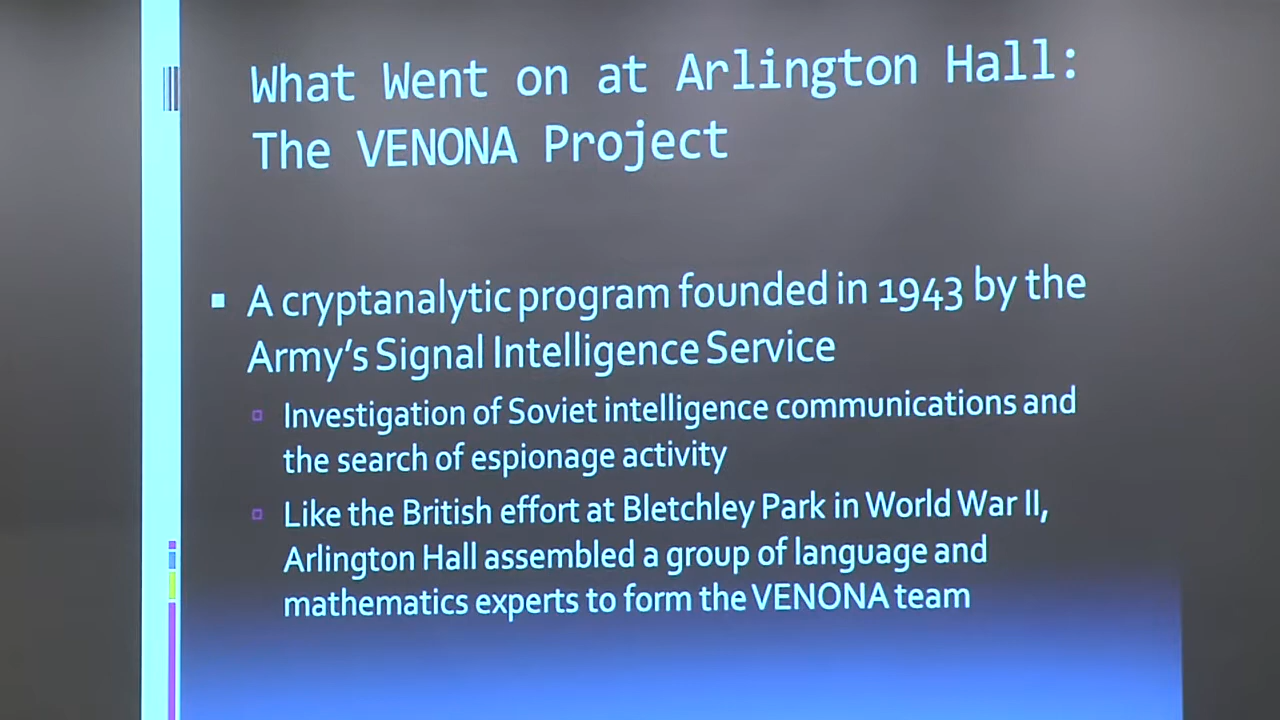 What Went on at Arlington Hall:
The VENONA Project
A cryptanalytic program founded in 1943 by the
Army's Signal Intelligence Service
Investigation of Soviet intelligence communications and
the search of espionage activity
Like the British effort at Bletchley Park in World War II,
Arlington Hall assembled a group of language and
mathematics experts to form the VENONA team